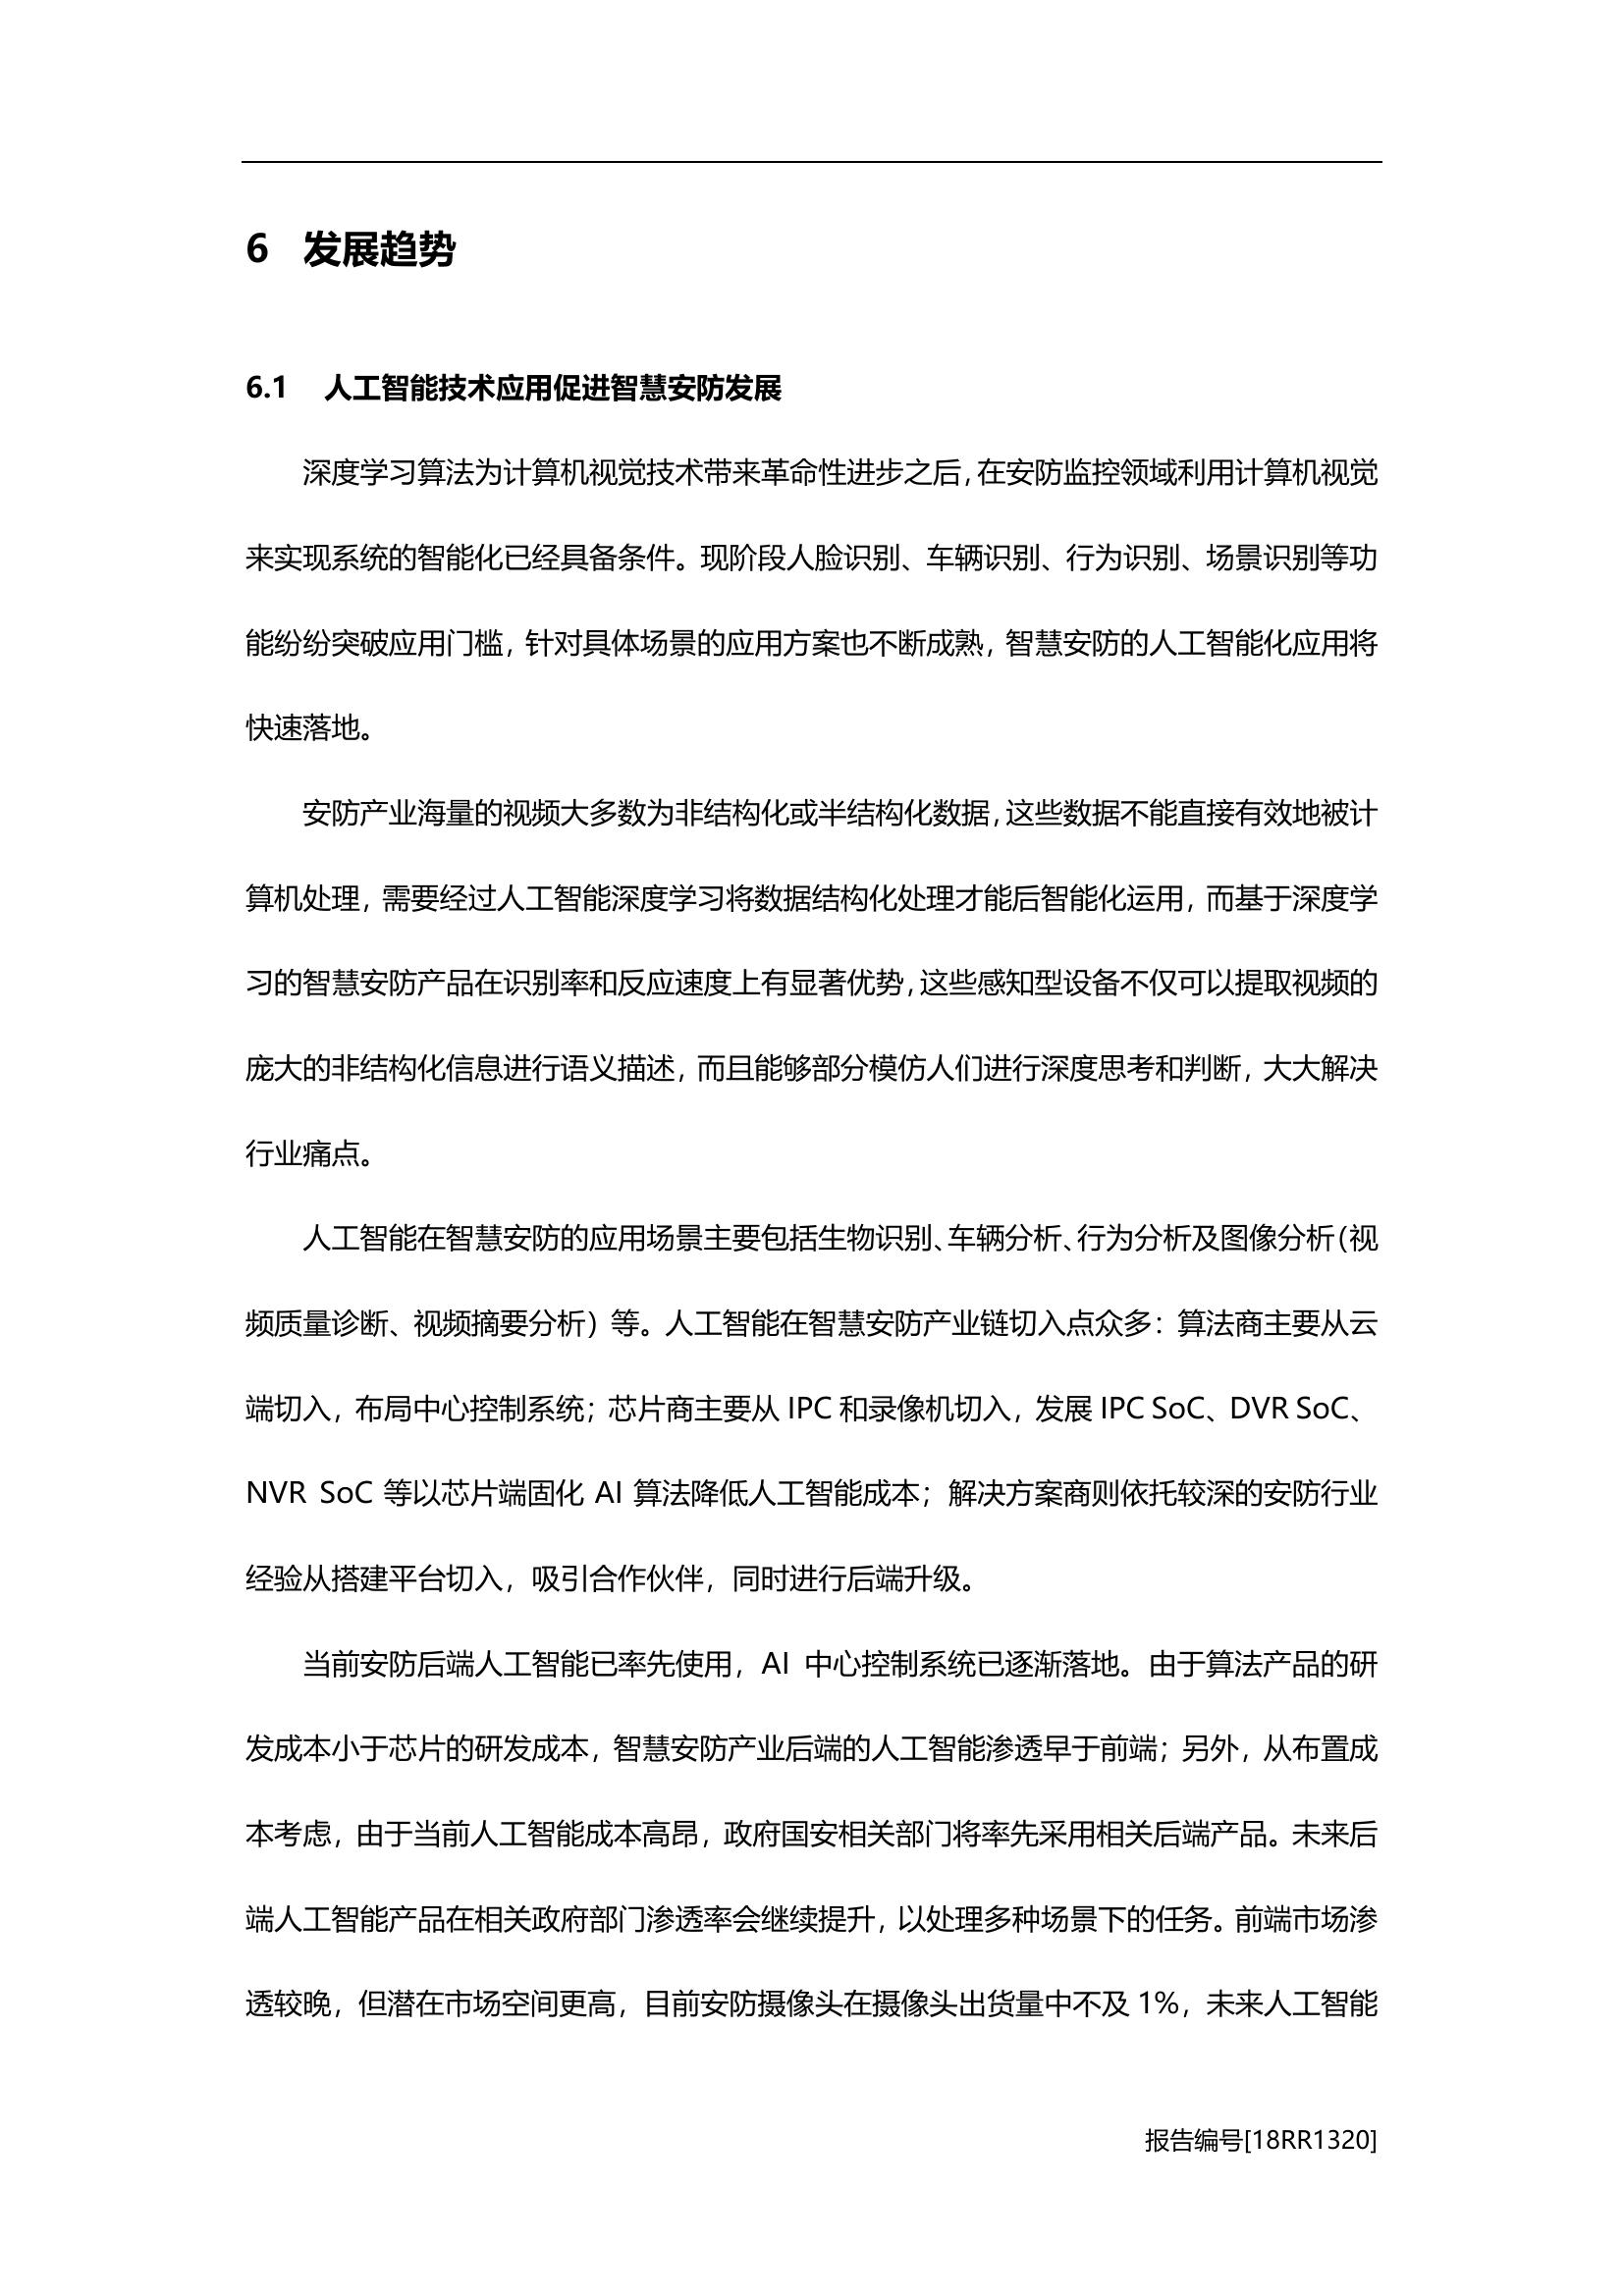 6 发展趋势
6.1 人工智能技术应用促进智慧安防发展
深度学习算法为计算机视觉技术带来革命性进步之后，在安防监控领域利用计算机视觉
来实现系统的智能化已经具备条件。现阶段人脸识别、车辆识别、行为识别、场景识别等功
能纷纷突破应用门槛，针对具体场景的应用方案也不断成熟，智慧安防的人工智能化应用将
快速落地。
安防产业海量的视频大多数为非结构化或半结构化数据，这些数据不能直接有效地被计
算机处理，需要经过人工智能深度学习将数据结构化处理才能后智能化运用，而基于深度学
习的智慧安防产品在识别率和反应速度上有显著优势，这些感知型设备不仅可以提取视频的
庞大的非结构化信息进行语义描述，而且能够部分模仿人们进行深度思考和判断，大大解决
行业痛点。
人工智能在智慧安防的应用场景主要包括生物识别、车辆分析、行为分析及图像分析（视
频质量诊断、视频摘要分析）等。人工智能在智慧安防产业链切入点众多：算法商主要从云
端切入，布局中心控制系统；芯片商主要从 IPC 和录像机切入，发展 IPC SoC、DVR SoC、
NVR SoC 等以芯片端固化 AI 算法降低人工智能成本；解决方案商则依托较深的安防行业
经验从搭建平台切入，吸引合作伙伴，同时进行后端升级。
当前安防后端人工智能已率先使用，AI 中心控制系统已逐渐落地。由于算法产品的研
发成本小于芯片的研发成本，智慧安防产业后端的人工智能渗透早于前端；另外，从布置成
本考虑，由于当前人工智能成本高昂，政府国安相关部门将率先采用相关后端产品。未来后
端人工智能产品在相关政府部门渗透率会继续提升，以处理多种场景下的任务。前端市场渗
透较晚，但潜在市场空间更高，目前安防摄像头在摄像头出货量中不及 1%，未来人工智能
报告编号[18RR1320]